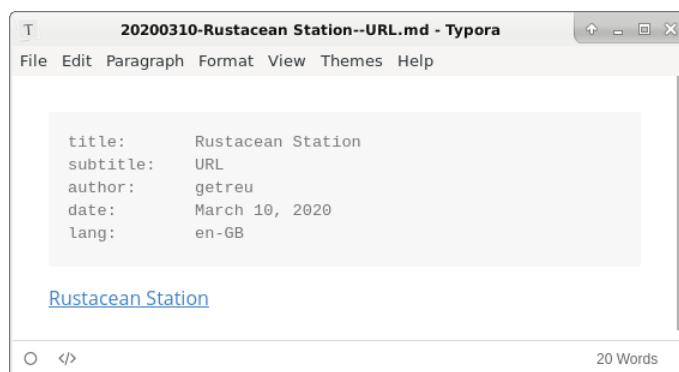 T 20200310-Rustacean Station--URL.md - Typora
File Edit Paragraph Format View Themes Help
title: Rustacean Station
subtitle: URL
author: getreu
date: March 10, 2020
lang: en-GB
Rustacean Station
</> 20 Words